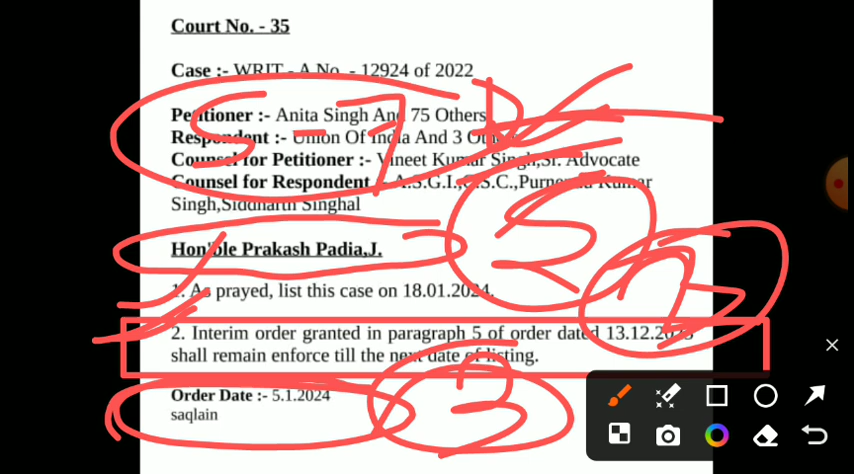 Court No. - 35
Case :- WRIT - A No. - 12924 of 2022
Petitioner :- Anita Singh And 75 Others
Respondent :- Union Of India And 3
Counsel for Petitioner :- Vineet Kumar Singh,Sr. Advocate
Counsel for Respondent :- A.S.G.I.,C.S.C.,Purnendu Kumar
Singh,Siddharth Singhal
Hon'ble Prakash Padia,J.
1. As prayed, list this case on 18.01.2024.
2. Interim order granted in paragraph 5 of order dated
shall remain enforce till the next date of listing.
Order Date :- 5.1.2024
saqlain